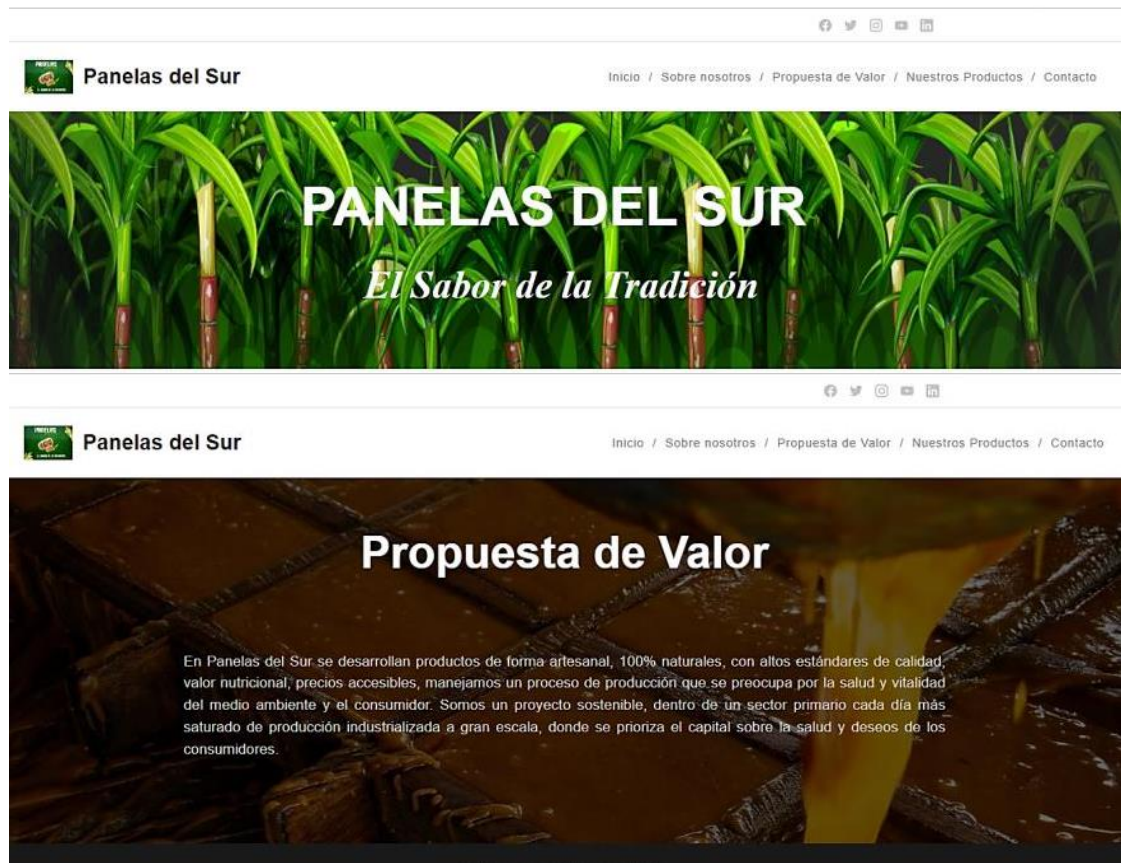 Panelas del Sur
Inicio / Sobre nosotros / Propuesta de Valor / Nuestros Productos / Contacto
PANELAS DEL SUR
El Sabor de la Tradición
Panelas del Sur
Inicio / Sobre nosotros / Propuesta de Valor / Nuestros Productos / Contacto
Propuesta de Valor
En Panelas del Sur se desarrollan productos de forma artesanal, 100% naturales, con altos estándares de calidad,
valor nutricional, precios accesibles, manejamos un proceso de producción que se preocupa por la salud y vitalidad
del medio ambiente y el consumidor. Somos un proyecto sostenible, dentro de un sector primario cada día más
saturado de producción industrializada a gran escala, donde se prioriza el capital sobre la salud y deseos de los
consumidores.